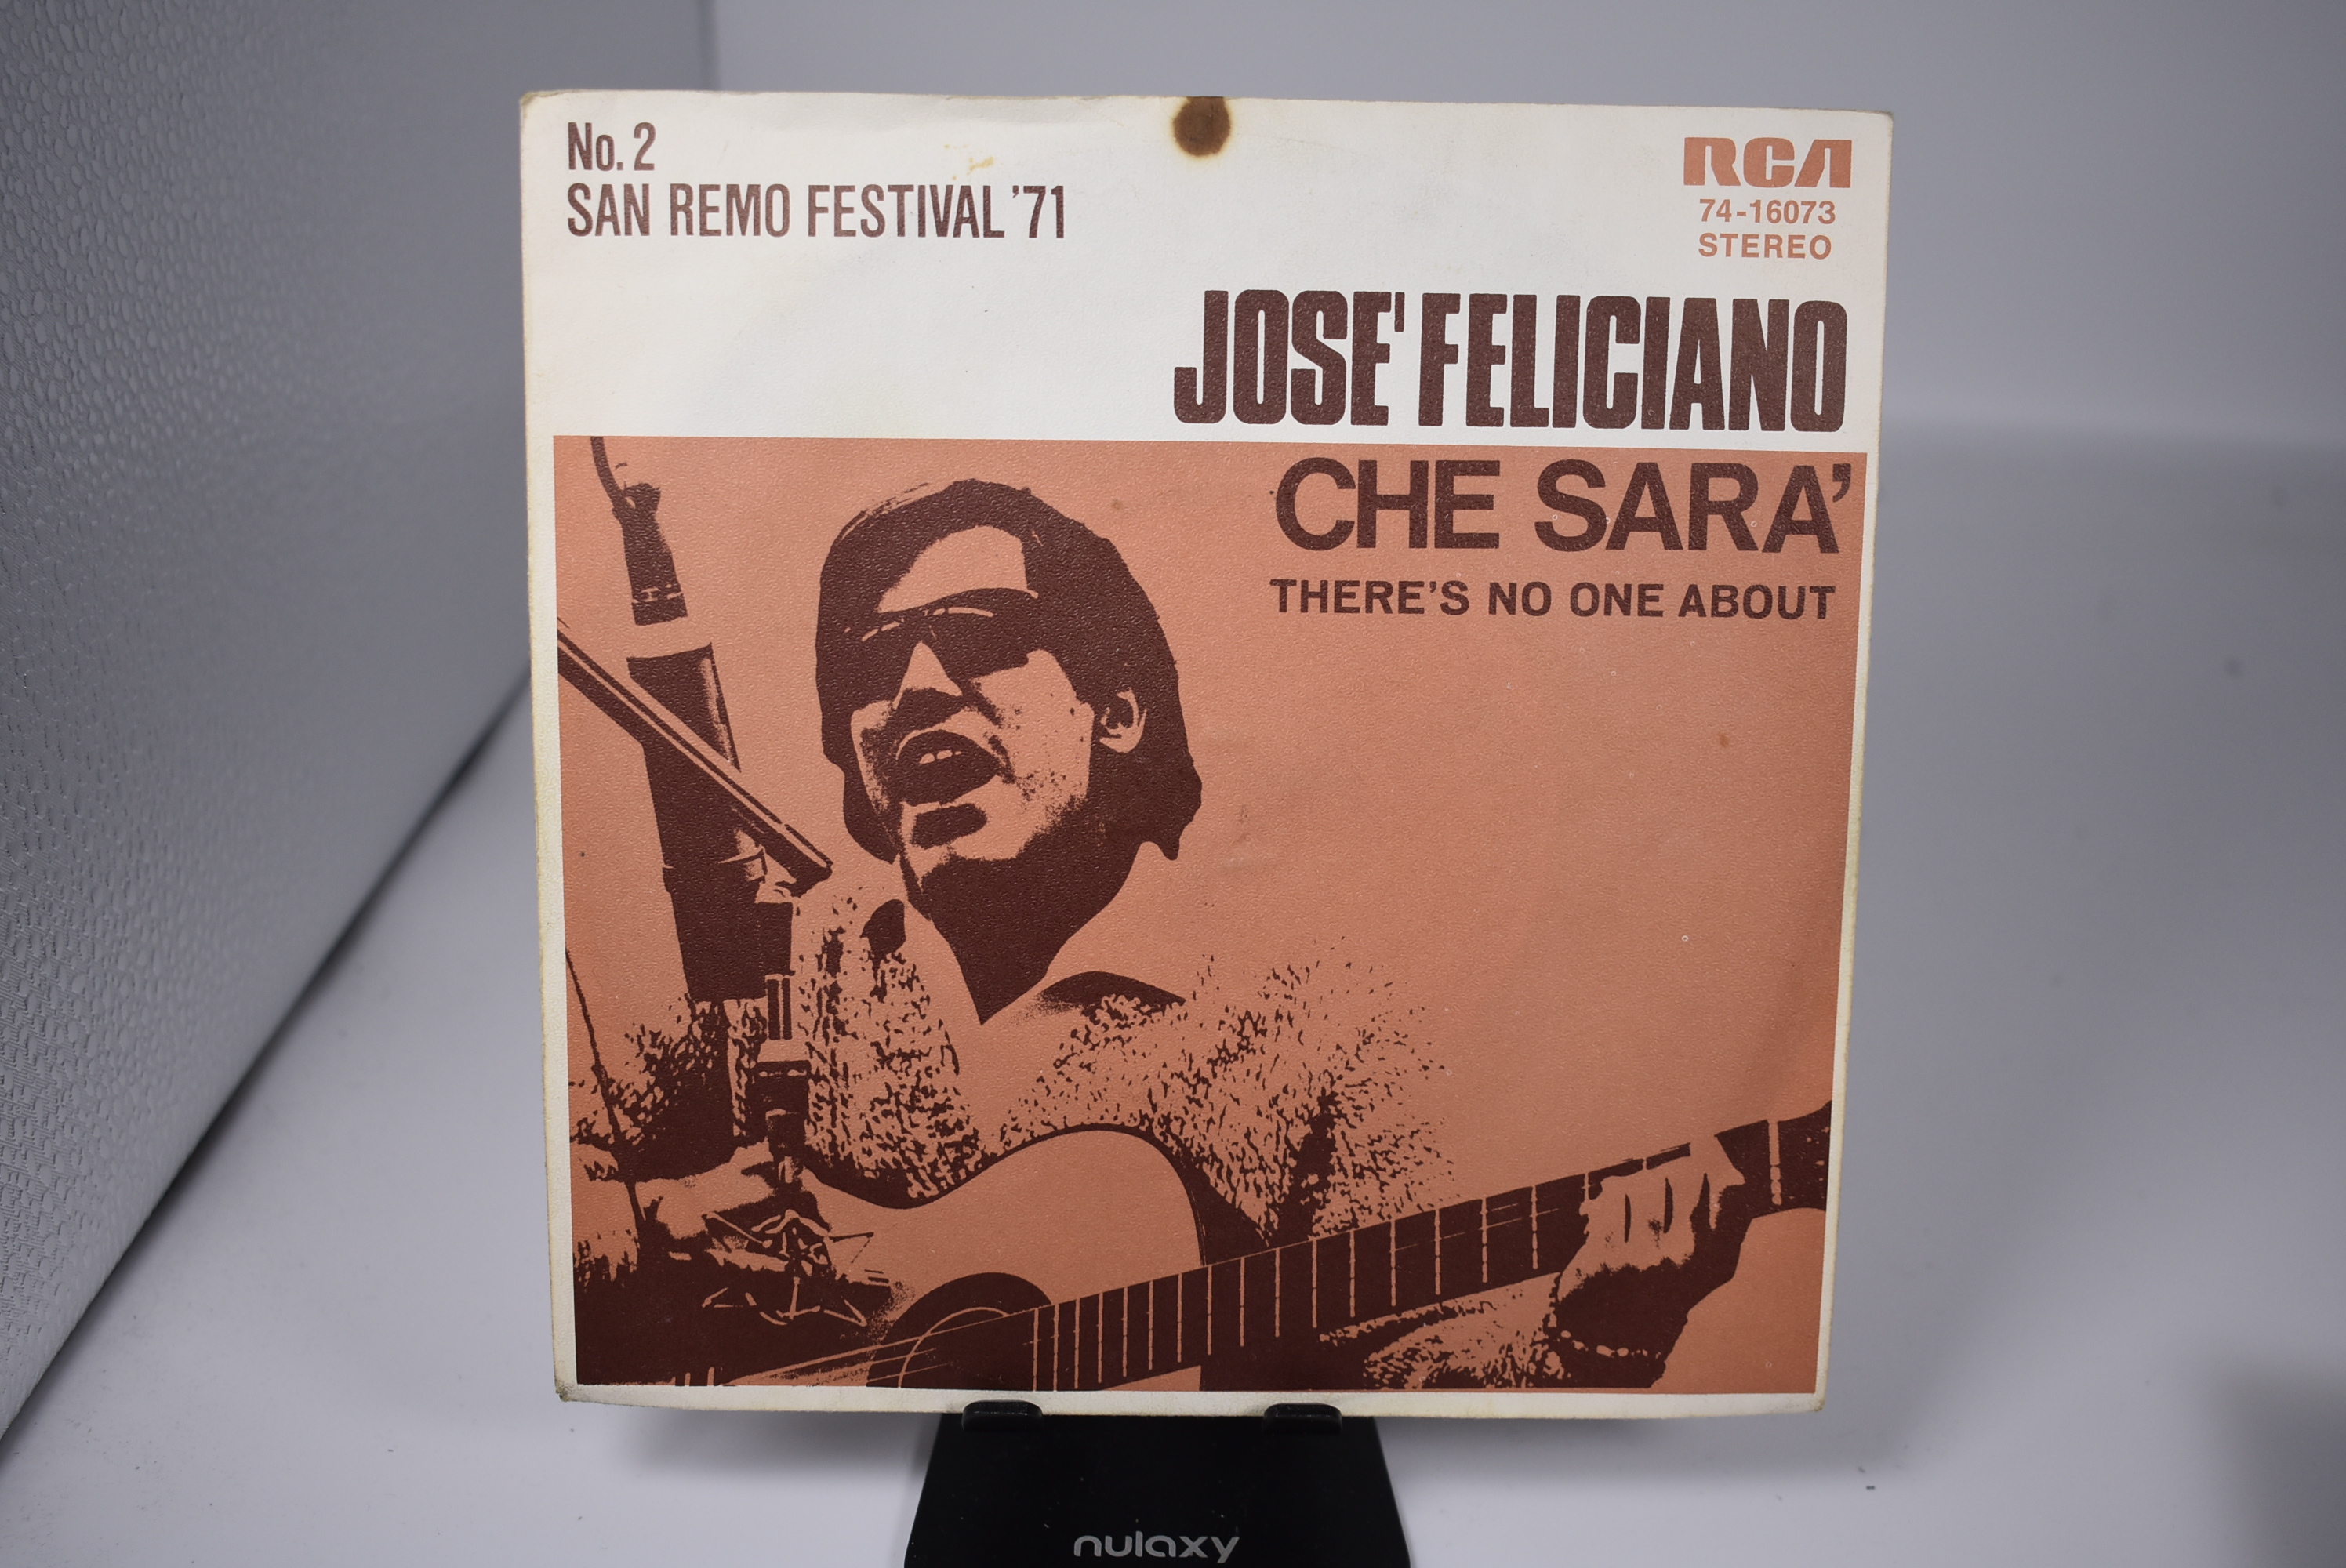 No. 2
SAN REMO FESTIVAL '71
RCA
74-16073
STEREO
JOSE' FELICIANO
CHE SARA'
THERE'S NO ONE ABOUT
nulaxy